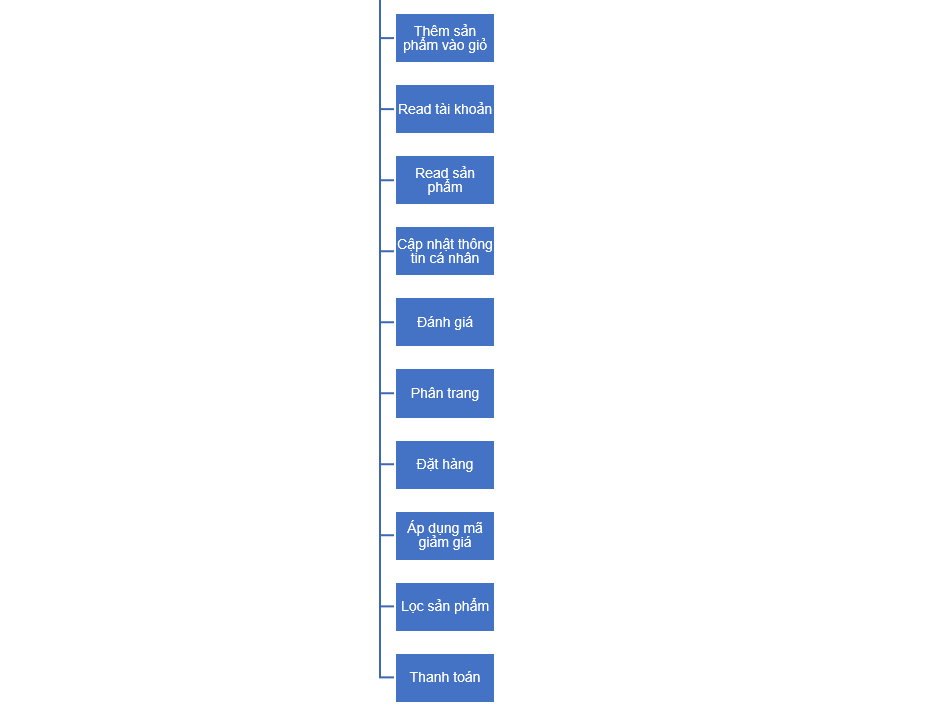 Thêm sản
phẩm vào giỏ
Read tài khoản
Read sản
phẩm
Cập nhật thông
tin cá nhân
Đánh giá
Phân trang
Đặt hàng
Áp dụng mã
giảm giá
Lọc sản phẩm
Thanh toán